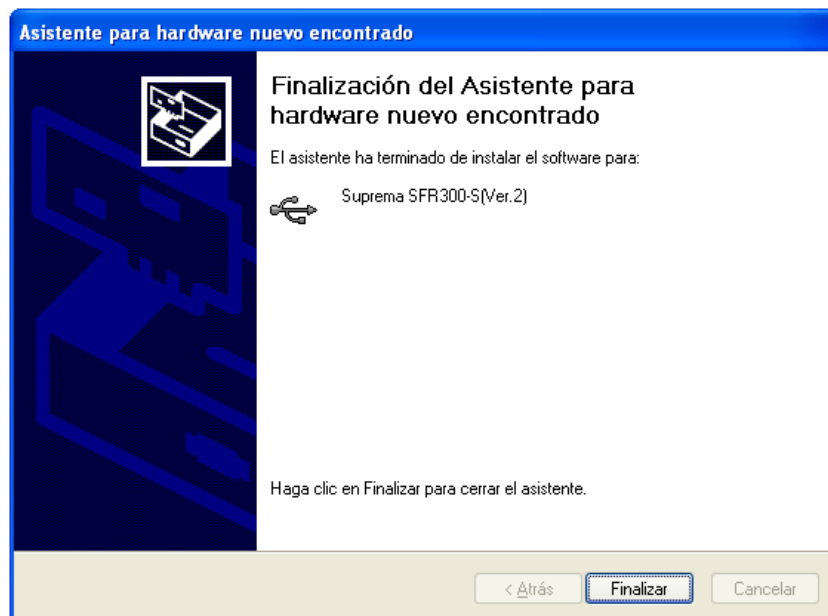 Asistente para hardware nuevo encontrado
Finalización del Asistente para
hardware nuevo encontrado
El asistente ha terminado de instalar el software para:
Suprema SFR300-S(Ver.2)
Haga clic en Finalizar para cerrar el asistente.
< Atrás
Finalizar
Cancelar